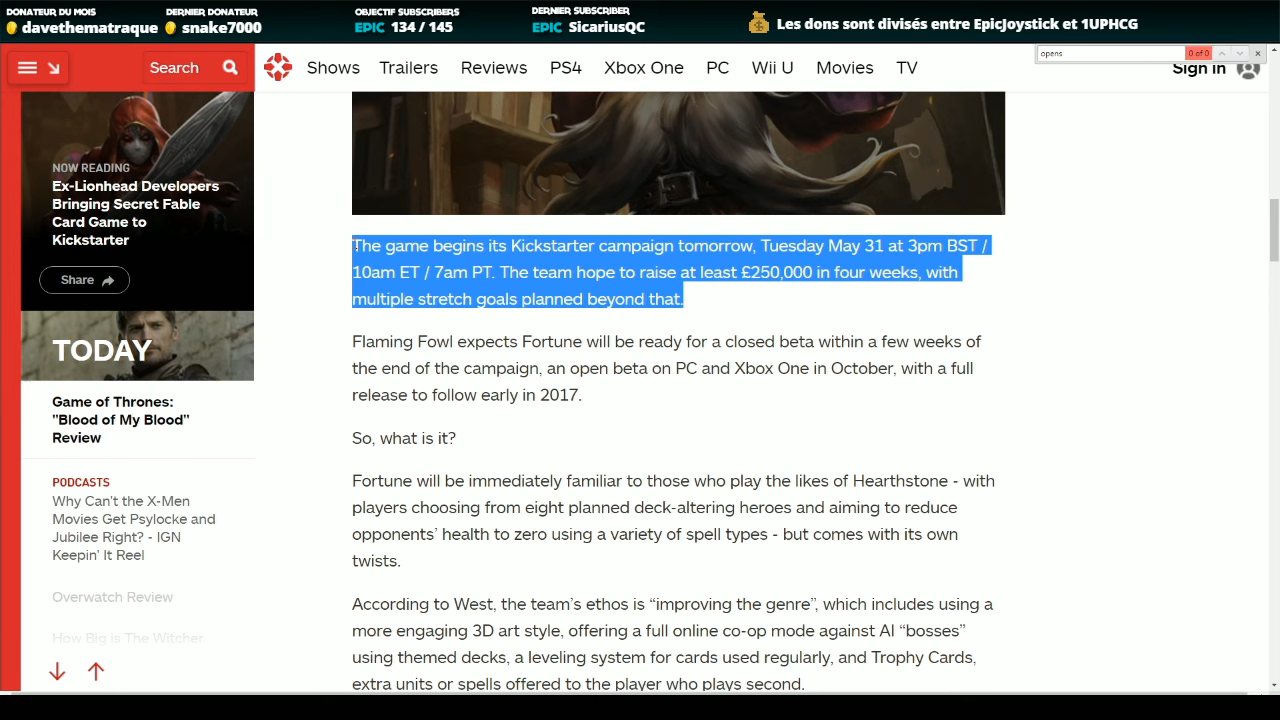 DONATEUR DU MOIS
davethematraque
DERNIER DONATEUR
snake7000
OBJECTIF SUBSCRIBERS
EPIC 134 / 145
DERNIER SUBSCRIBER
EPIC SicariusQC
Les dons sont divisés entre EpicJoystick et 1UPHCG
opens
0 of 0
Search
Shows Trailers Reviews PS4 Xbox One PC Wii U Movies TV
Sign in
NOW READING
Ex-Lionhead Developers
Bringing Secret Fable
Card Game to
Kickstarter
Share
TODAY
Game of Thrones:
"Blood of My Blood"
Review
PODCASTS
Why Can't the X-Men
Movies Get Psylocke and
Jubilee Right? - IGN
Keepin' It Reel
Overwatch Review
How Big is The Witcher
The game begins its Kickstarter campaign tomorrow, Tuesday May 31 at 3pm BST /
10am ET / 7am PT. The team hope to raise at least £250,000 in four weeks, with
multiple stretch goals planned beyond that.
Flaming Fowl expects Fortune will be ready for a closed beta within a few weeks of
the end of the campaign, an open beta on PC and Xbox One in October, with a full
release to follow early in 2017.
So, what is it?
Fortune will be immediately familiar to those who play the likes of Hearthstone - with
players choosing from eight planned deck-altering heroes and aiming to reduce
opponents’ health to zero using a variety of spell types - but comes with its own
twists.
According to West, the team’s ethos is “improving the genre”, which includes using a
more engaging 3D art style, offering a full online co-op mode against AI “bosses”
using themed decks, a leveling system for cards used regularly, and Trophy Cards,
extra units or spells offered to the player who plays second.